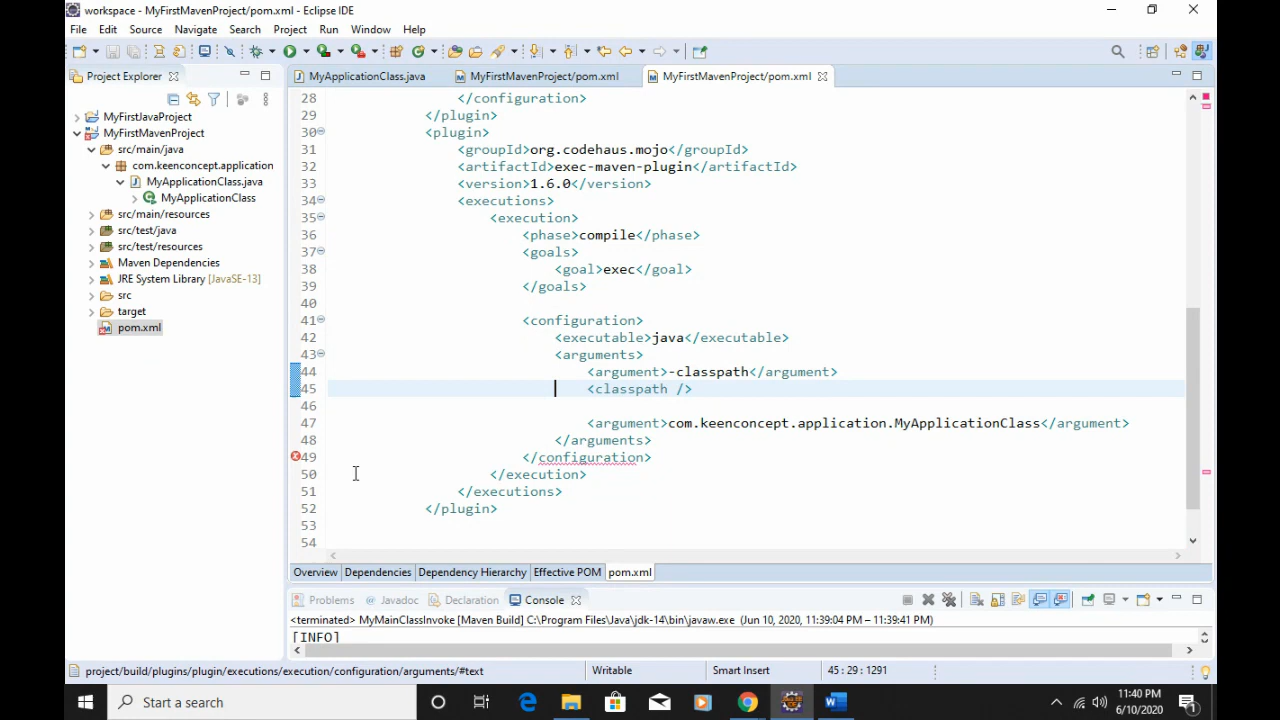 workspace - MyFirstMavenProject/pom.xml - Eclipse IDE
File Edit Source Navigate Search Project Run Window Help
Project Explorer
MyApplicationClass.java
MyFirstMavenProject/pom.xml
MyFirstMavenProject/pom.xml
MyFirstJavaProject
MyFirstMavenProject
src/main/java
com.keenconcept.application
MyApplicationClass.java
MyApplicationClass
src/main/resources
src/test/java
src/test/resources
Maven Dependencies
JRE System Library [JavaSE-13]
src
target
pom.xml
28 </configuration>
29 </plugin>
30 <plugin>
31 <groupId>org.codehaus.mojo</groupId>
32 <artifactId>exec-maven-plugin</artifactId>
33 <version>1.6.0</version>
34 <executions>
35 <execution>
36 <phase>compile</phase>
37 <goals>
38 <goal>exec</goal>
39 </goals>
40
41 <configuration>
42 <executable>java</executable>
43 <arguments>
44 <argument>-classpath</argument>
45 <classpath />
46
47 <argument>com.keenconcept.application.MyApplicationClass</argument>
48 </arguments>
49 </configuration>
50 </execution>
51 </executions>
52 </plugin>
53
54
Overview Dependencies Dependency Hierarchy Effective POM pom.xml
Problems Javadoc Declaration Console
<terminated> MyMainClassInvoke [Maven Build] C:\Program Files\Java\jdk-14\bin\javaw.exe (Jun 10, 2020, 11:39:04 PM – 11:39:41 PM)
[INFO]
project/build/plugins/plugin/executions/execution/configuration/arguments/#text Writable Smart Insert 45 : 29 : 1291
Start a search
11:40 PM
6/10/2020
1